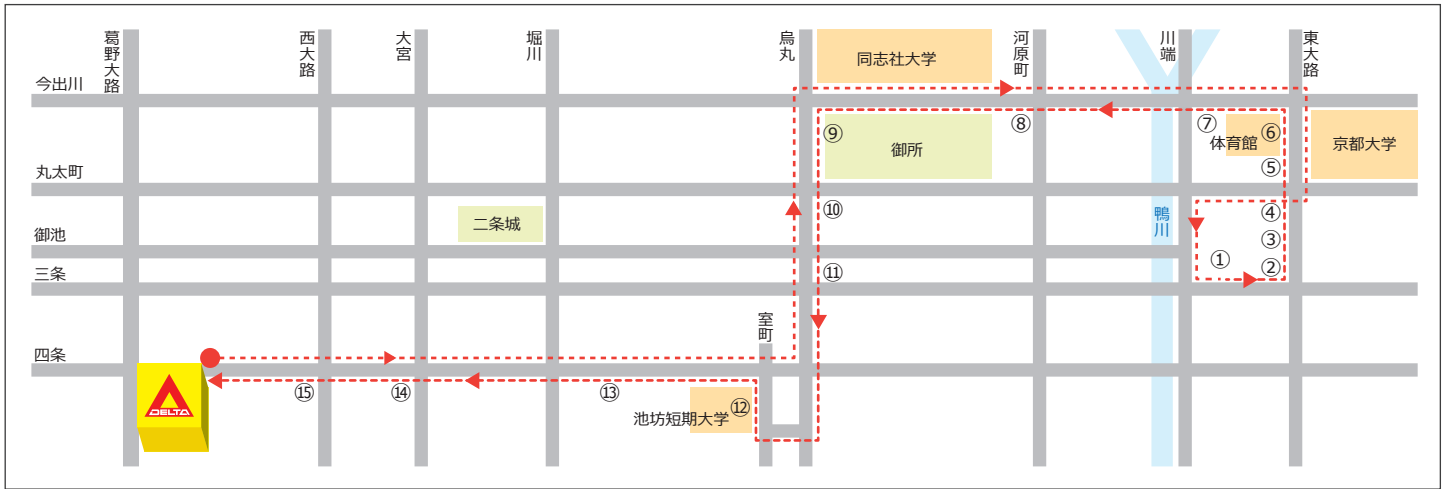 葛野大路
西大路
大宮
堀川
烏丸
河原町
川端
東大路
同志社大学
今出川
⑨
⑧
⑦
⑥
体育館
御所
京都大学
⑤
丸太町
二条城
⑩
鴨川
④
御池
③
①
②
三条
⑪
室町
四条
DELTA
⑮
⑭
⑬
⑫
池坊短期大学